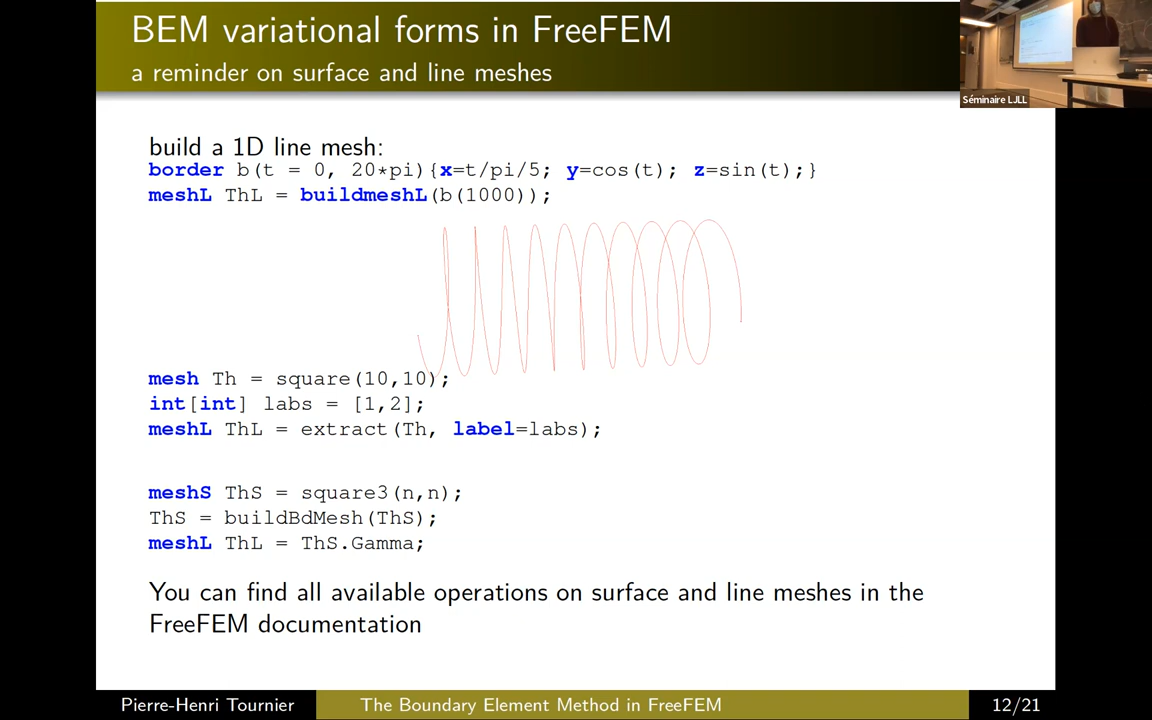 BEM variational forms in FreeFEM
a reminder on surface and line meshes
Séminaire LJLL
build a 1D line mesh:
border b(t = 0, 20*pi){x=t/pi/5; y=cos(t); z=sin(t);}
meshL ThL = buildmeshL(b(1000));
mesh Th = square(10,10);
int[int] labs = [1,2];
meshL ThL = extract(Th, label=labs);
meshS ThS = square3(n,n);
ThS = buildBdMesh(ThS);
meshL ThL = ThS.Gamma;
You can find all available operations on surface and line meshes in the
FreeFEM documentation
Pierre-Henri Tournier The Boundary Element Method in FreeFEM 12/21